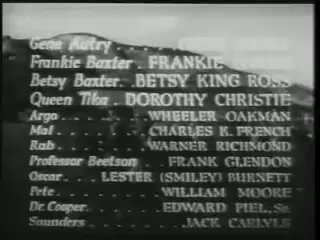 Gene Autry
Frankie Baxter . FRANKIE
Betsy Baxter. .BETSY KING ROSS
Queen Tika . DOROTHY CHRISTIE
Argo . . . . . . . . WHEELER OAKMAN
Mal . . . . . . . . CHARLES K. FRENCH
Rab . . . . . . . . WARNER RICHMOND
Professor Beetson . . . FRANK GLENDON
Oscar. . . . LESTER (SMILEY) BURNETT
Pete . . . . . . . . . WILLIAM MOORE
Dr. Cooper. . . . . . EDWARD PIEL, Sr.
Saunders . . . . . . . JACK CARLYLE